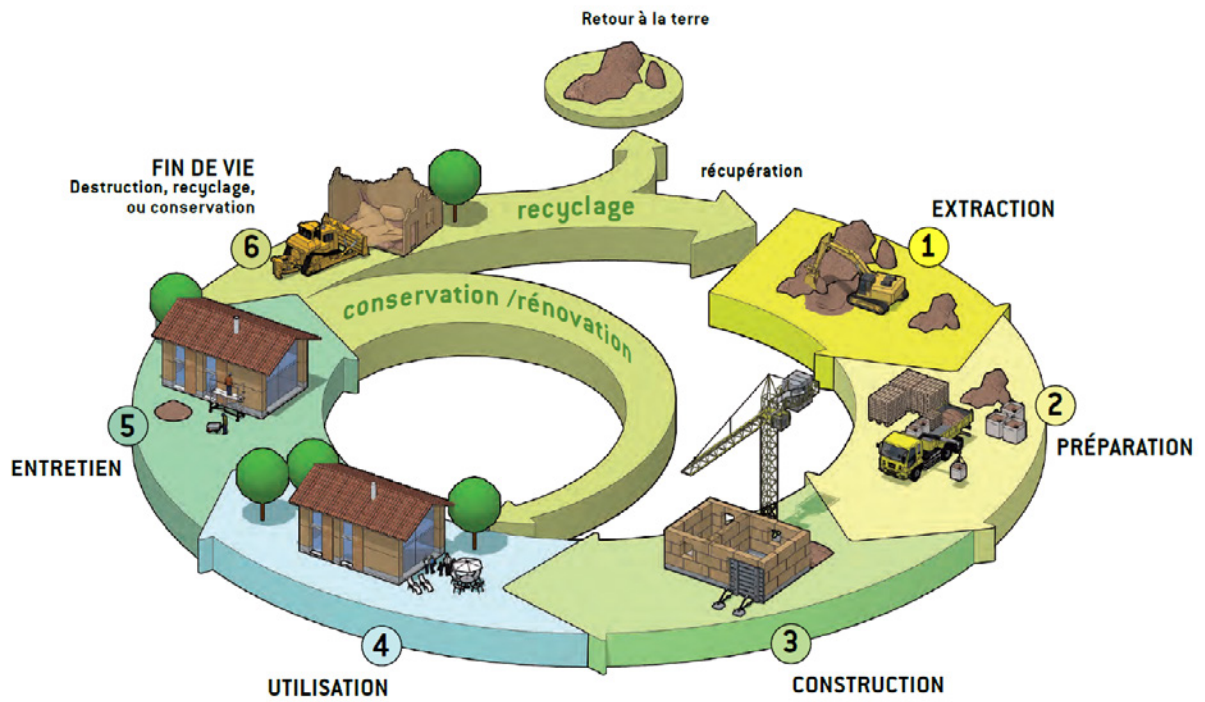 Retour à la terre
FIN DE VIE
Destruction, recyclage,
ou conservation
6
recyclage
récupération
EXTRACTION
1
conservation /rénovation
2
PRÉPARATION
5
ENTRETIEN
4
UTILISATION
3
CONSTRUCTION